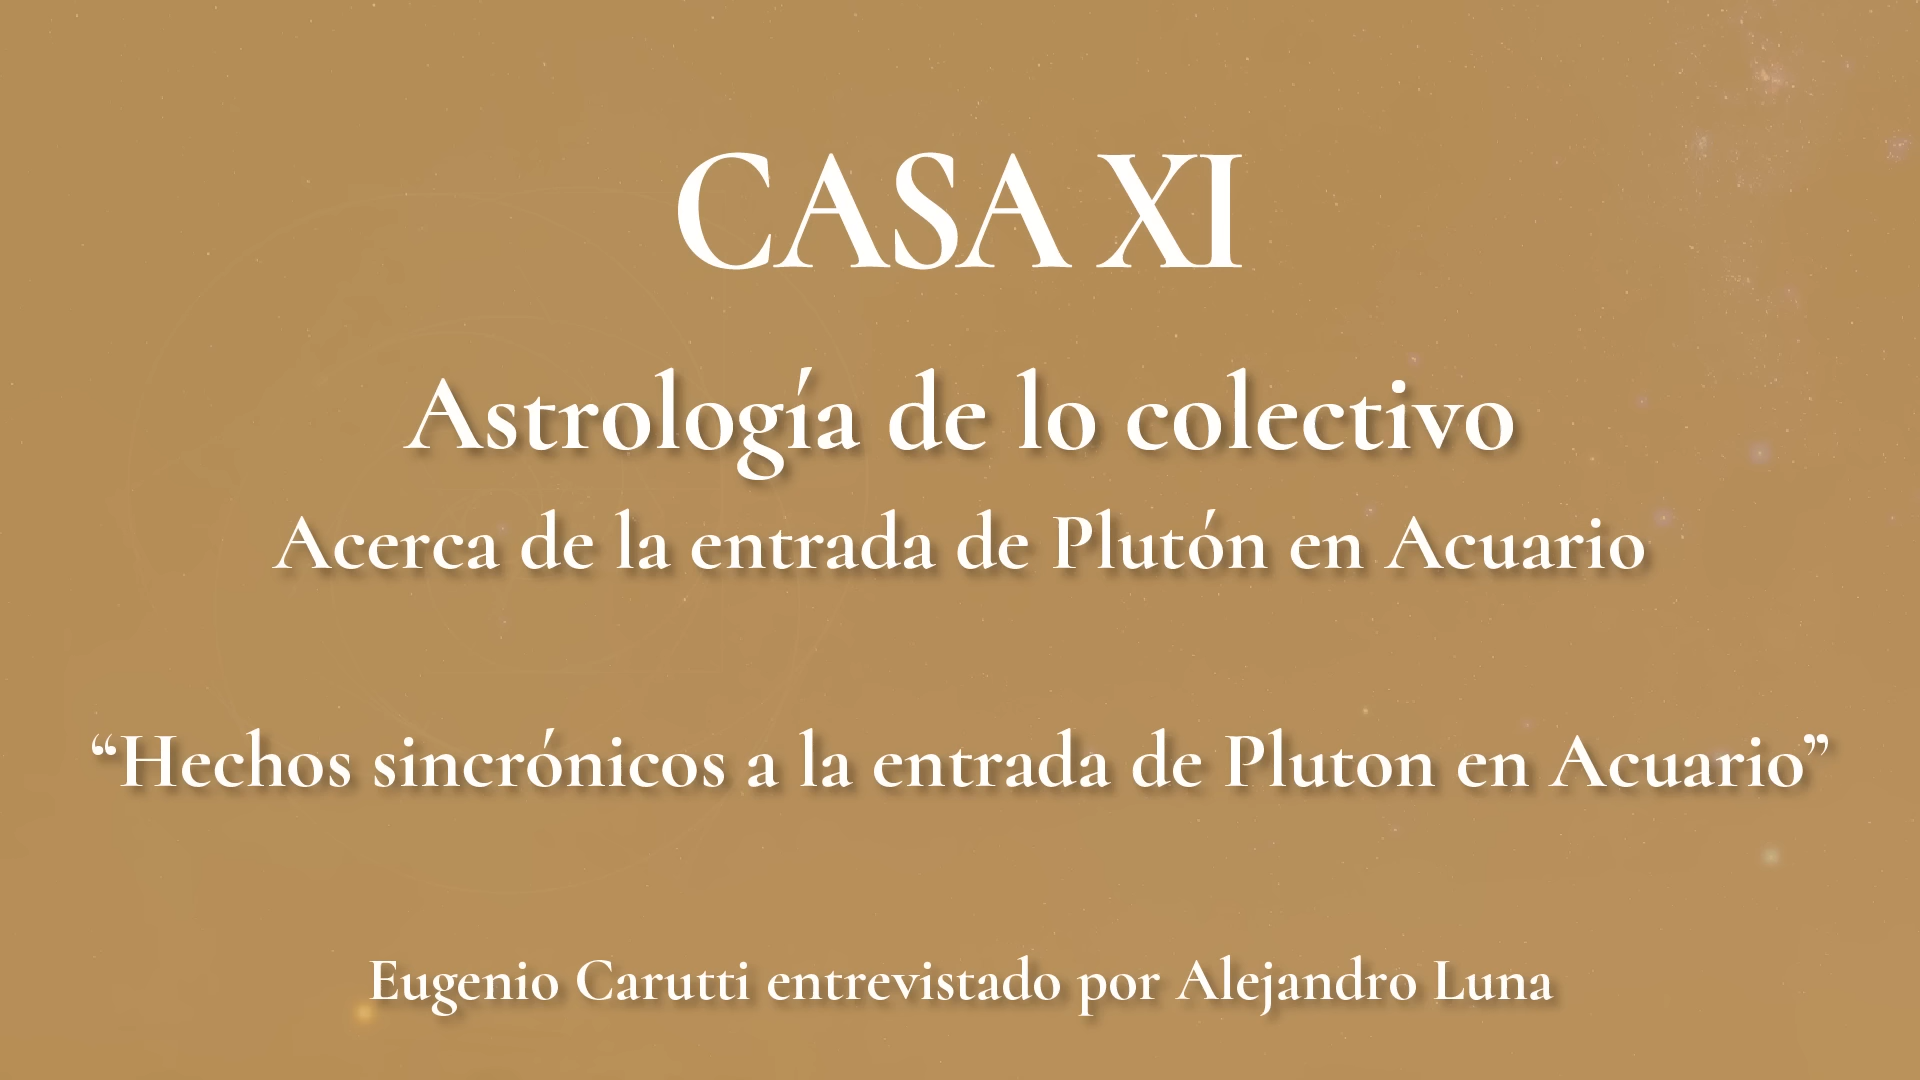 CASA XI
Astrología de lo colectivo
Acerca de la entrada de Plutón en Acuario
“Hechos sincrónicos a la entrada de Pluton en Acuario”
Eugenio Carutti entrevistado por Alejandro Luna